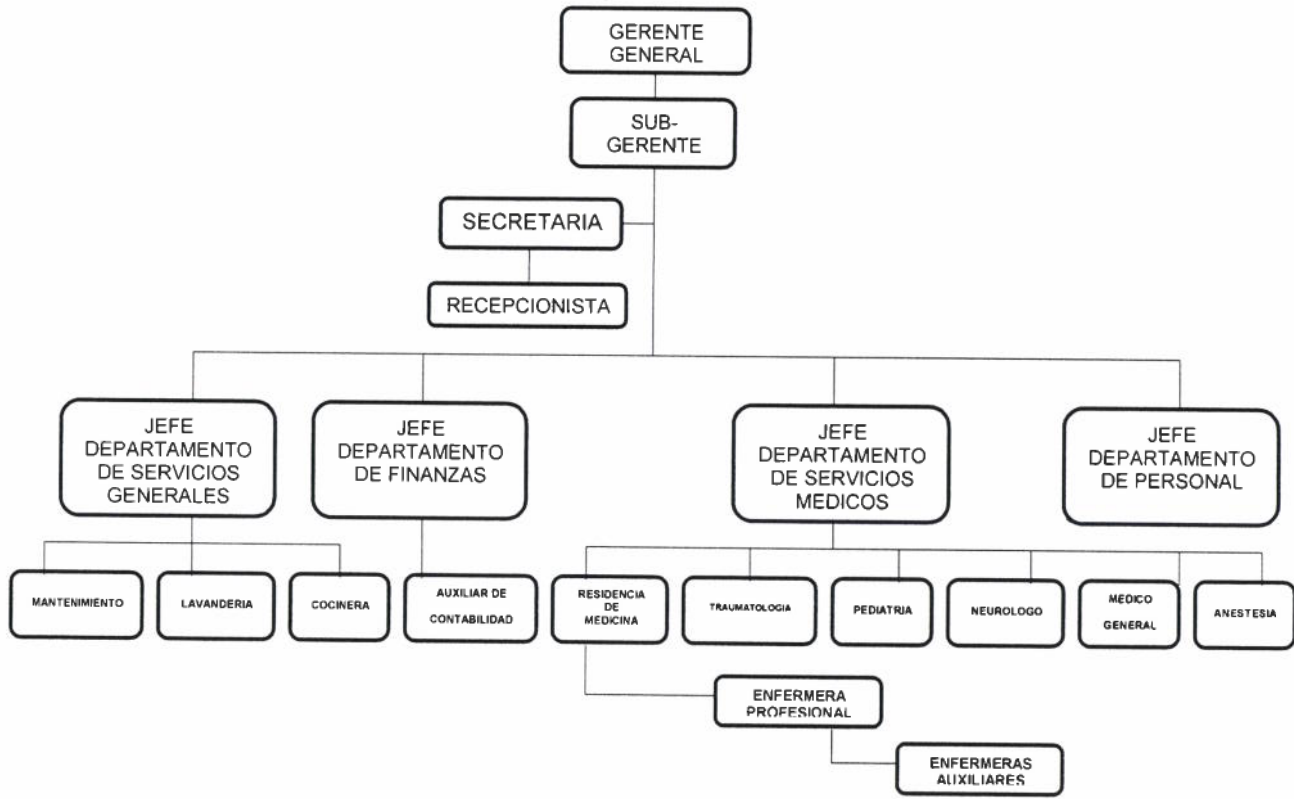 GERENTE
GENERAL
SUB-
GERENTE
SECRETARIA
RECEPCIONISTA
JEFE
DEPARTAMENTO
DE SERVICIOS
GENERALES
JEFE
DEPARTAMENTO
DE FINANZAS
JEFE
DEPARTAMENTO
DE SERVICIOS
MEDICOS
JEFE
DEPARTAMENTO
DE PERSONAL
MANTENIMIENTO
LAVANDERIA
COCINERA
AUXILIAR DE
CONTABILIDAD
RESIDENCIA
DE
MEDICINA
TRAUMATOLOGIA
PEDIATRIA
NEUROLOGO
MEDICO
GENERAL
ANESTESIA
ENFERMERA
PROFESIONAL
ENFERMERAS
AUXILIARES